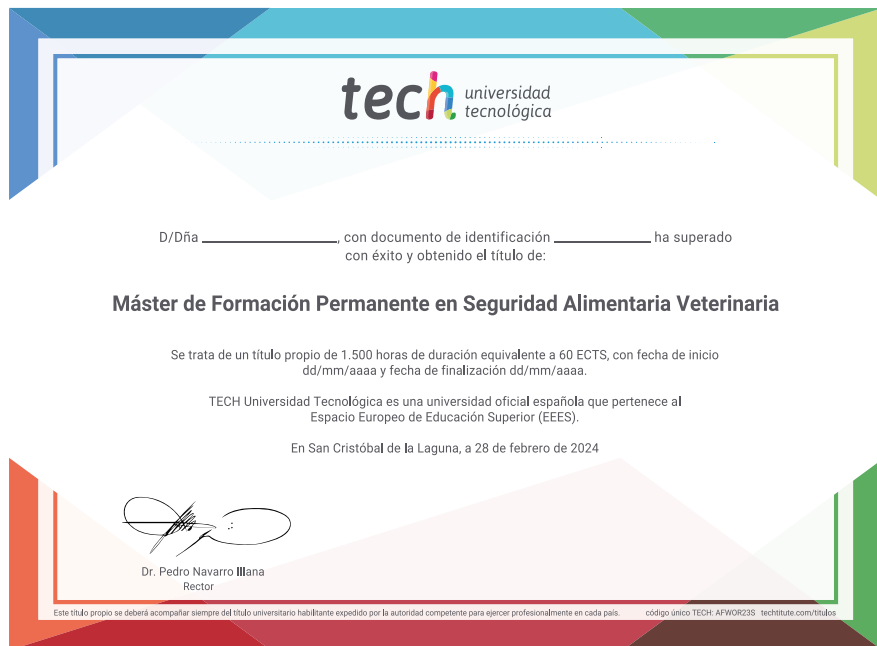 tech universidad
tecnológica
D/Dña ________________, con documento de identificación ____________ ha superado
con éxito y obtenido el título de:
Máster de Formación Permanente en Seguridad Alimentaria Veterinaria
Se trata de un título propio de 1.500 horas de duración equivalente a 60 ECTS, con fecha de inicio
dd/mm/aaaa y fecha de finalización dd/mm/aaaa.
TECH Universidad Tecnológica es una universidad oficial española que pertenece al
Espacio Europeo de Educación Superior (EEES).
En San Cristóbal de la Laguna, a 28 de febrero de 2024
Dr. Pedro Navarro Illana
Rector
Este título propio se deberá acompañar siempre del título universitario habilitante expedido por la autoridad competente para ejercer profesionalmente en cada país. código único TECH: AFWOR23S techtitute.com/titulos